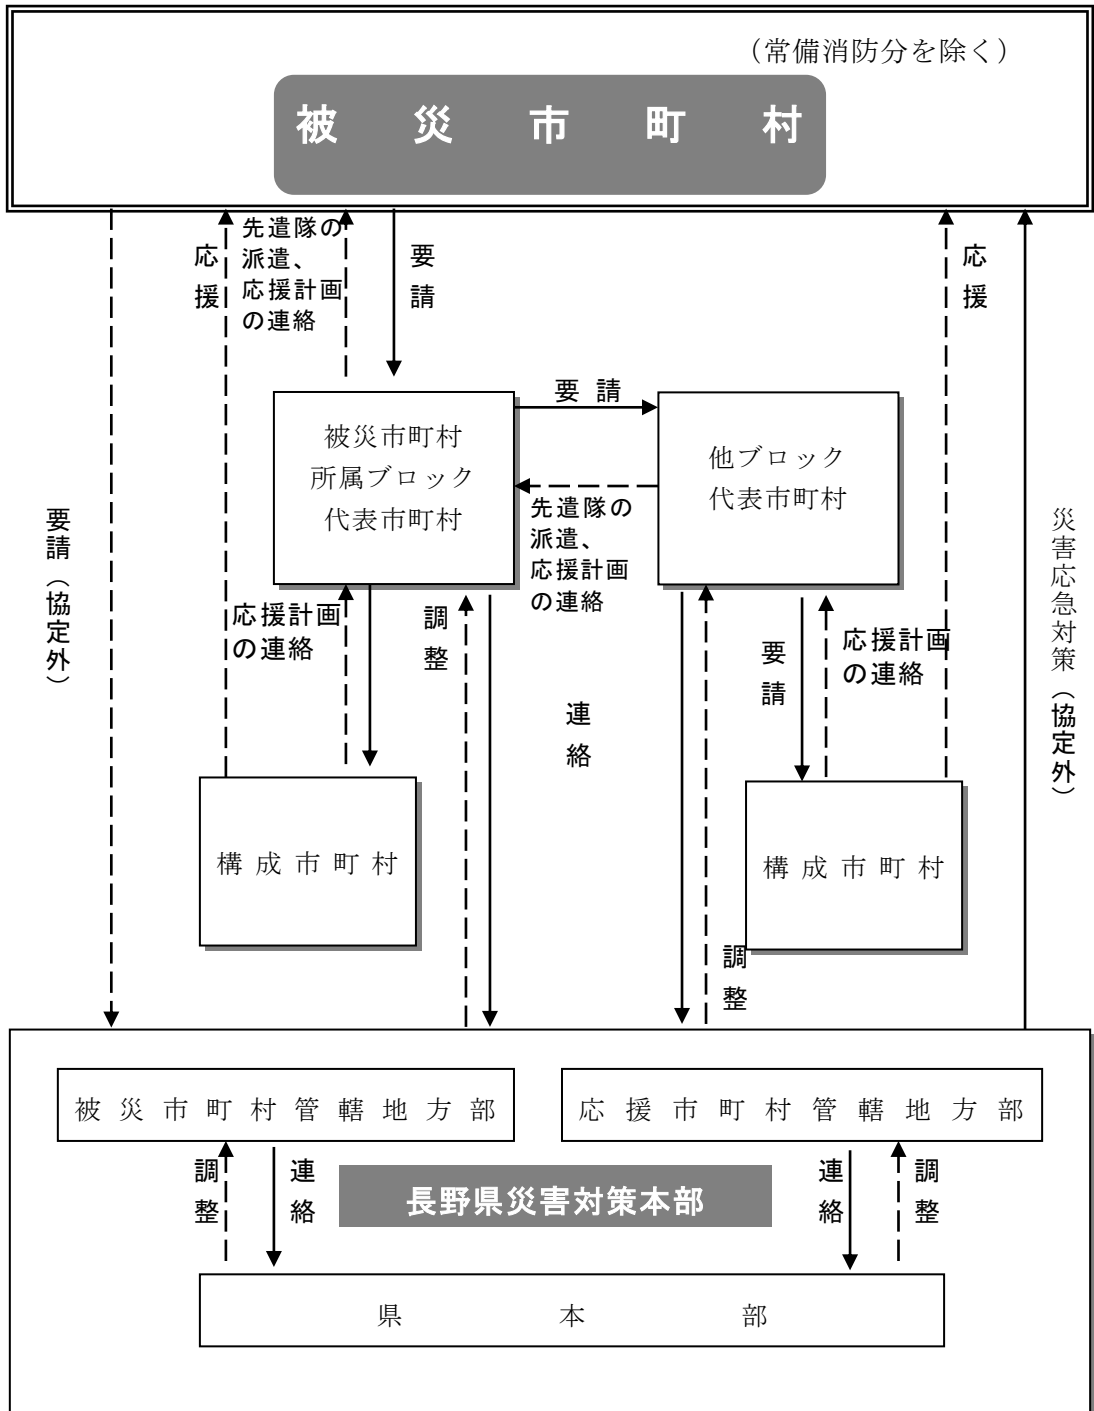 （常備消防分を除く）
被災市町村
応援
先遣隊の
派遣、
応援計画
の連絡
要請
応援
要請
被災市町村
所属ブロック
代表市町村
他ブロック
代表市町村
先遣隊の
派遣、
応援計画
の連絡
要請（協定外）
災害応急対策（協定外）
応援計画
の連絡
調整
連絡
要請
応援計画
の連絡
構成市町村
構成市町村
調整
被災市町村管轄地方部
応援市町村管轄地方部
調整
連絡
長野県災害対策本部
連絡
調整
県本部